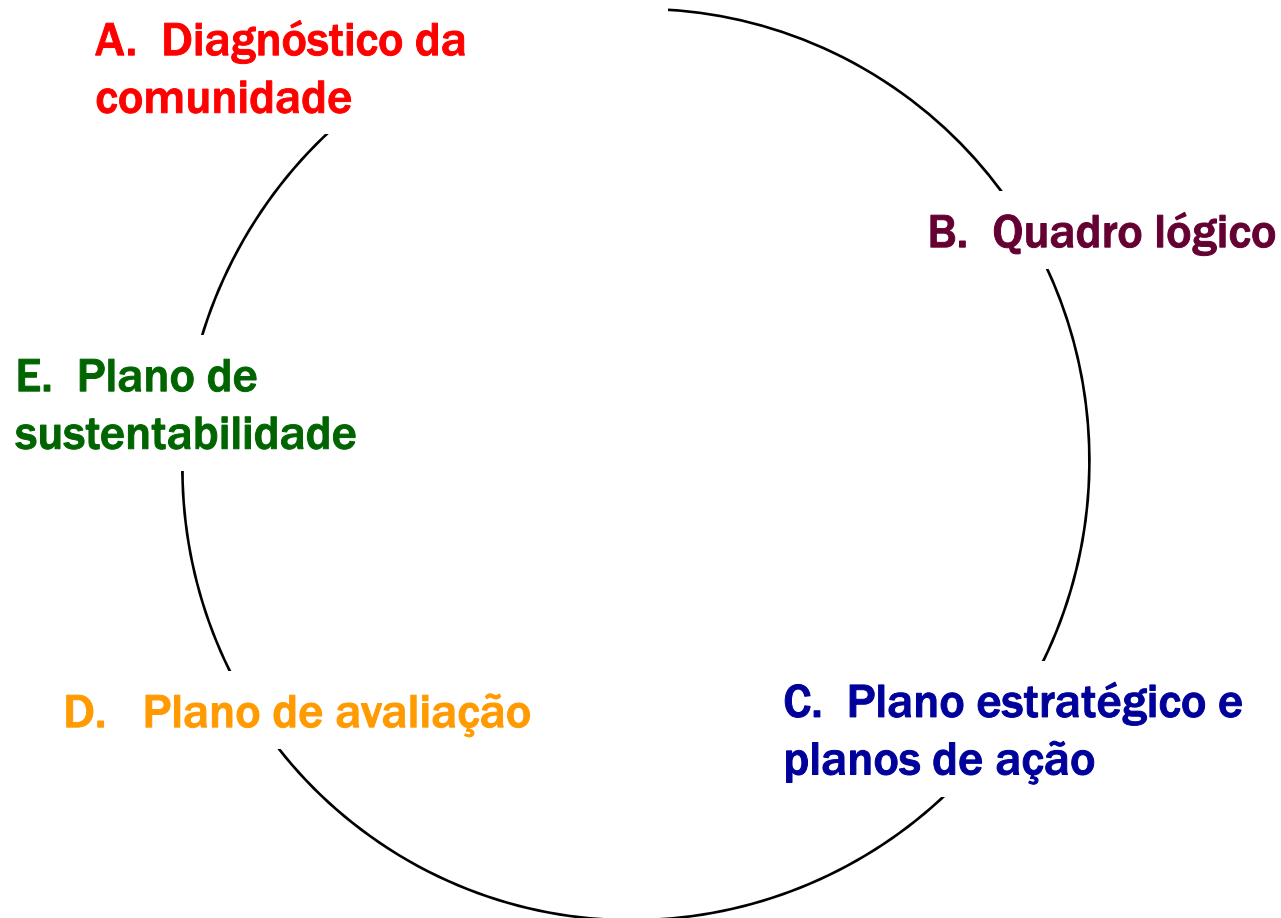 A. Diagnóstico da
comunidade
B. Quadro lógico
C. Plano estratégico e
planos de ação
D. Plano de avaliação
E. Plano de
sustentabilidade